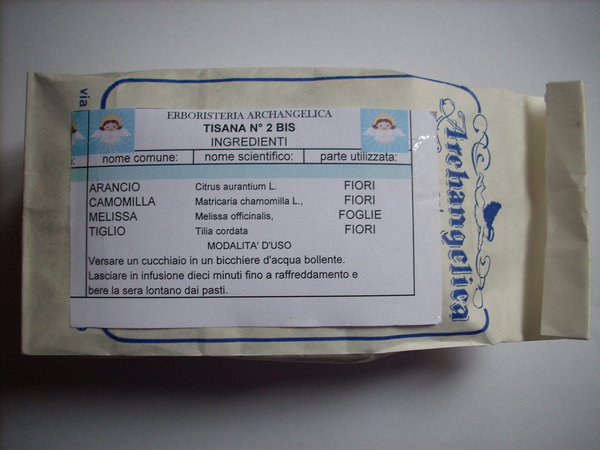 ERBORISTERIA ARCHANGELICA
TISANA N° 2 BIS
INGREDIENTI
nome comune: nome scientifico: parte utilizzata:
ARANCIO Citrus aurantium L. FIORI
CAMOMILLA Matricaria chamomilla L., FIORI
MELISSA Melissa officinalis, FOGLIE
TIGLIO Tilia cordata FIORI
MODALITA' D'USO
Versare un cucchiaio in un bicchiere d'acqua bollente.
Lasciare in infusione dieci minuti fino a raffreddamento e
bere la sera lontano dai pasti.
Archangelica
via